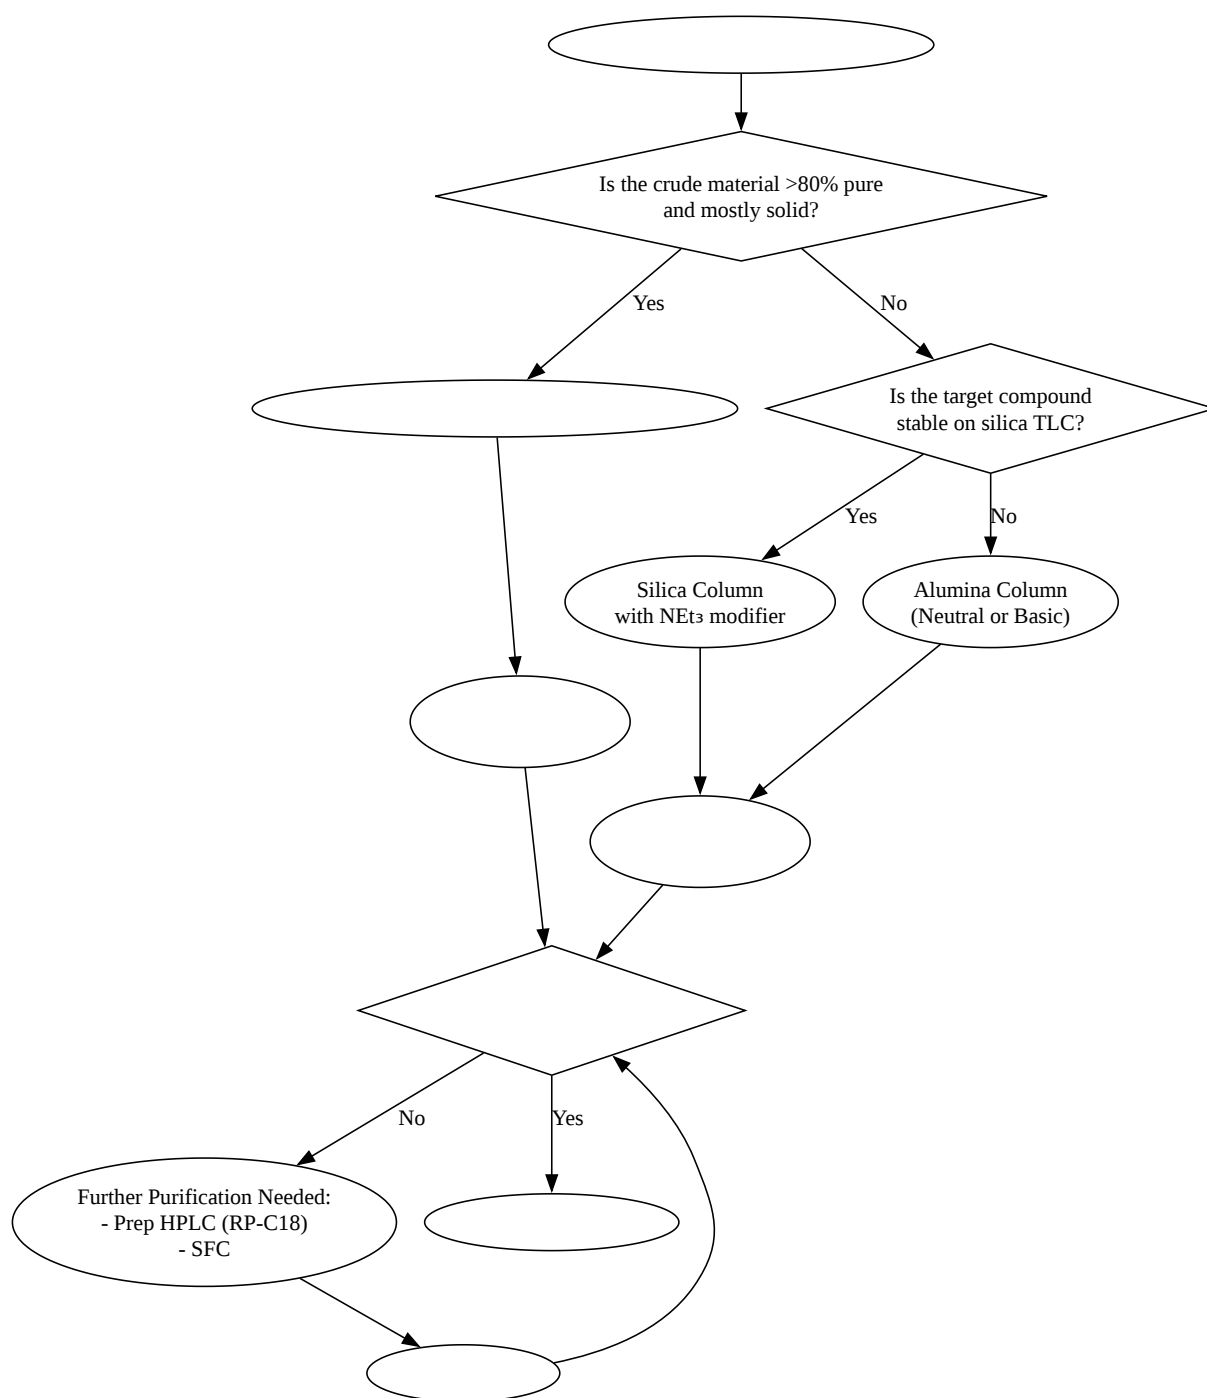 Is the crude material >80% pure
and mostly solid?
Yes
No
Is the target compound
stable on silica TLC?
Yes
No
Silica Column
with NEt₃ modifier
Alumina Column
(Neutral or Basic)
No
Yes
Further Purification Needed:
- Prep HPLC (RP-C18)
- SFC